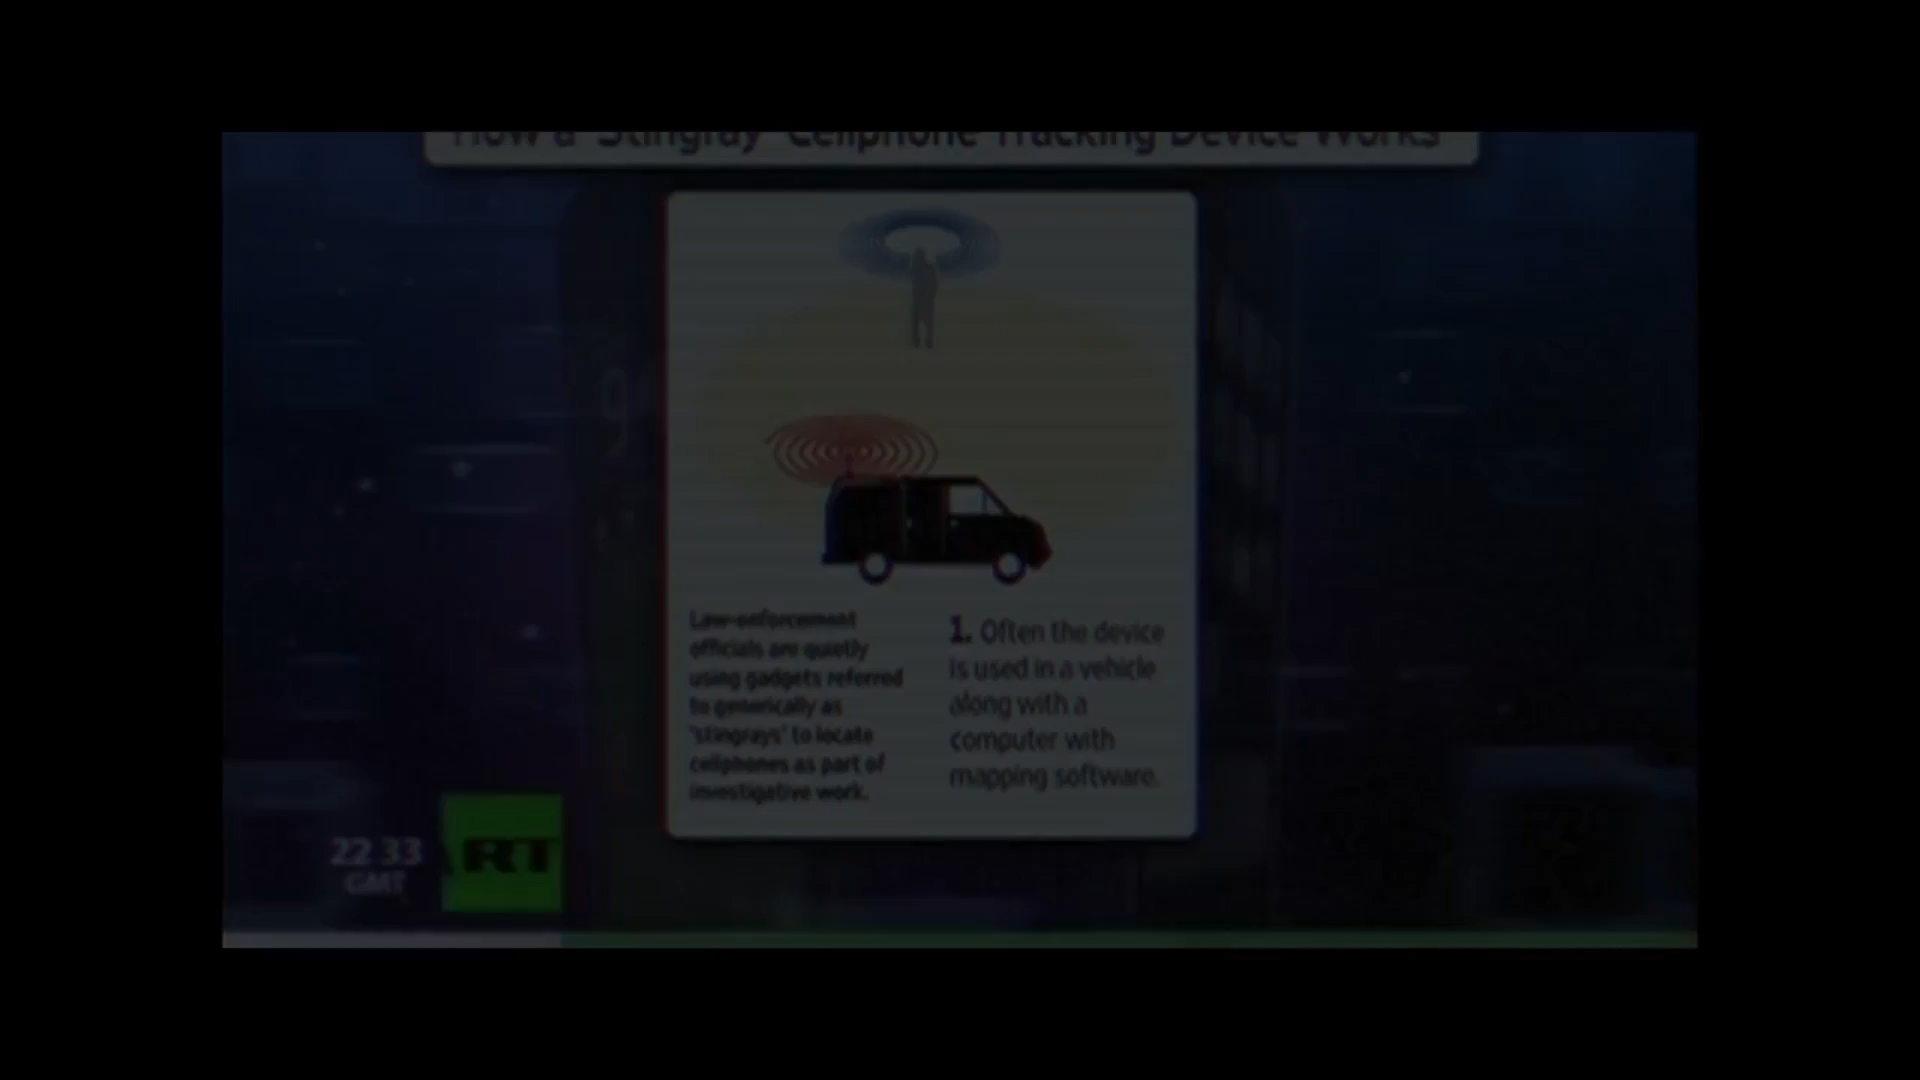 How a 'Stingray' Cellphone Tracking Device Works
Law-enforcement
officials are quietly
using gadgets referred
to generically as
'stingrays' to locate
cellphones as part of
investigative work.
1. Often the device
is used in a vehicle
along with a
computer with
mapping software.
22 33
GMT
RT